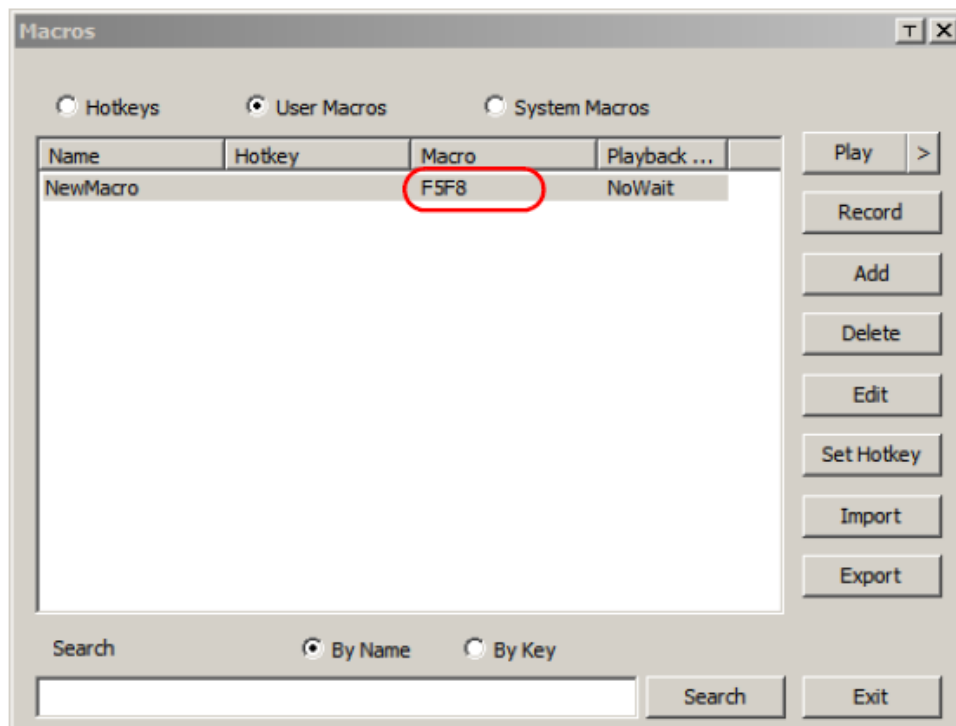 Macros
Hotkeys User Macros System Macros
Name Hotkey Macro Playback ... Play >
NewMacro F5F8 NoWait
Record
Add
Delete
Edit
Set Hotkey
Import
Export
Search By Name By Key
Search Exit